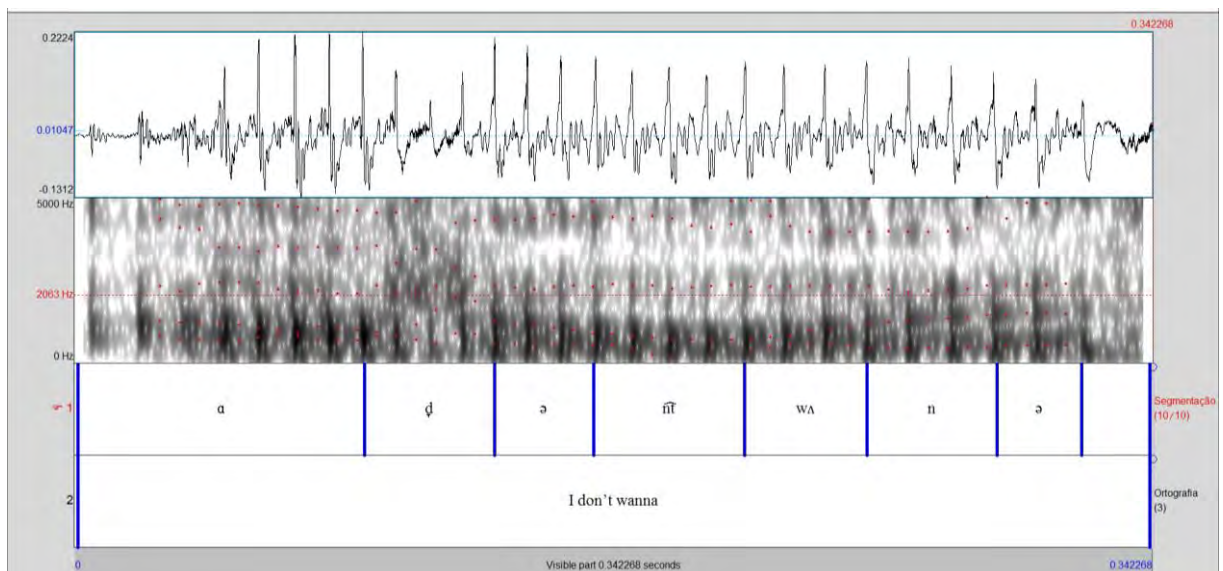 0.342268
0.2224
0.01047
-0.1312
5000 Hz
2063 Hz
0 Hz
1
ɑ
ə
wʌ
n
ə
Segmentação
(10/10)
2
I don't wanna
Ortografia
(3)
0
Visible part 0.342268 seconds
0.342268